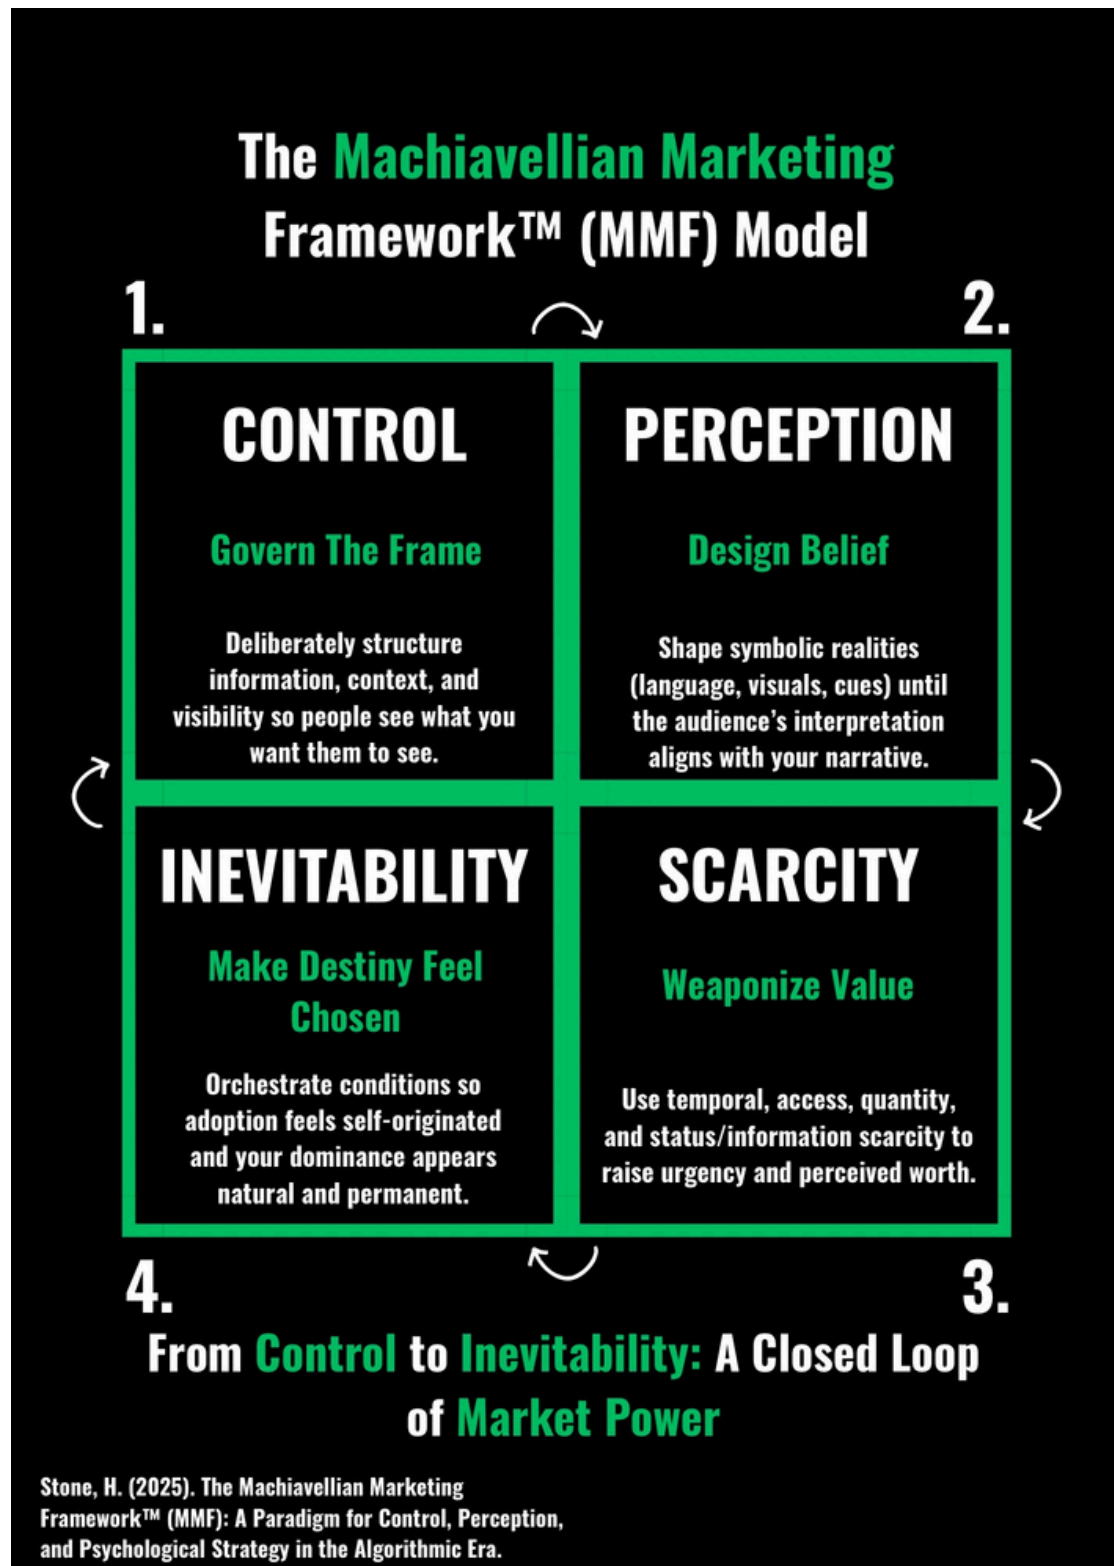 The Machiavellian Marketing
Framework™ (MMF) Model
1.
2.
CONTROL
Govern The Frame
Deliberately structure
information, context, and
visibility so people see what you
want them to see.
PERCEPTION
Design Belief
Shape symbolic realities
(language, visuals, cues) until
the audience’s interpretation
aligns with your narrative.
INEVITABILITY
Make Destiny Feel
Chosen
Orchestrate conditions so
adoption feels self-originated
and your dominance appears
natural and permanent.
SCARCITY
Weaponize Value
Use temporal, access, quantity,
and status/information scarcity to
raise urgency and perceived worth.
4.
3.
From Control to Inevitability: A Closed Loop
of Market Power
Stone, H. (2025). The Machiavellian Marketing
Framework™ (MMF): A Paradigm for Control, Perception,
and Psychological Strategy in the Algorithmic Era.